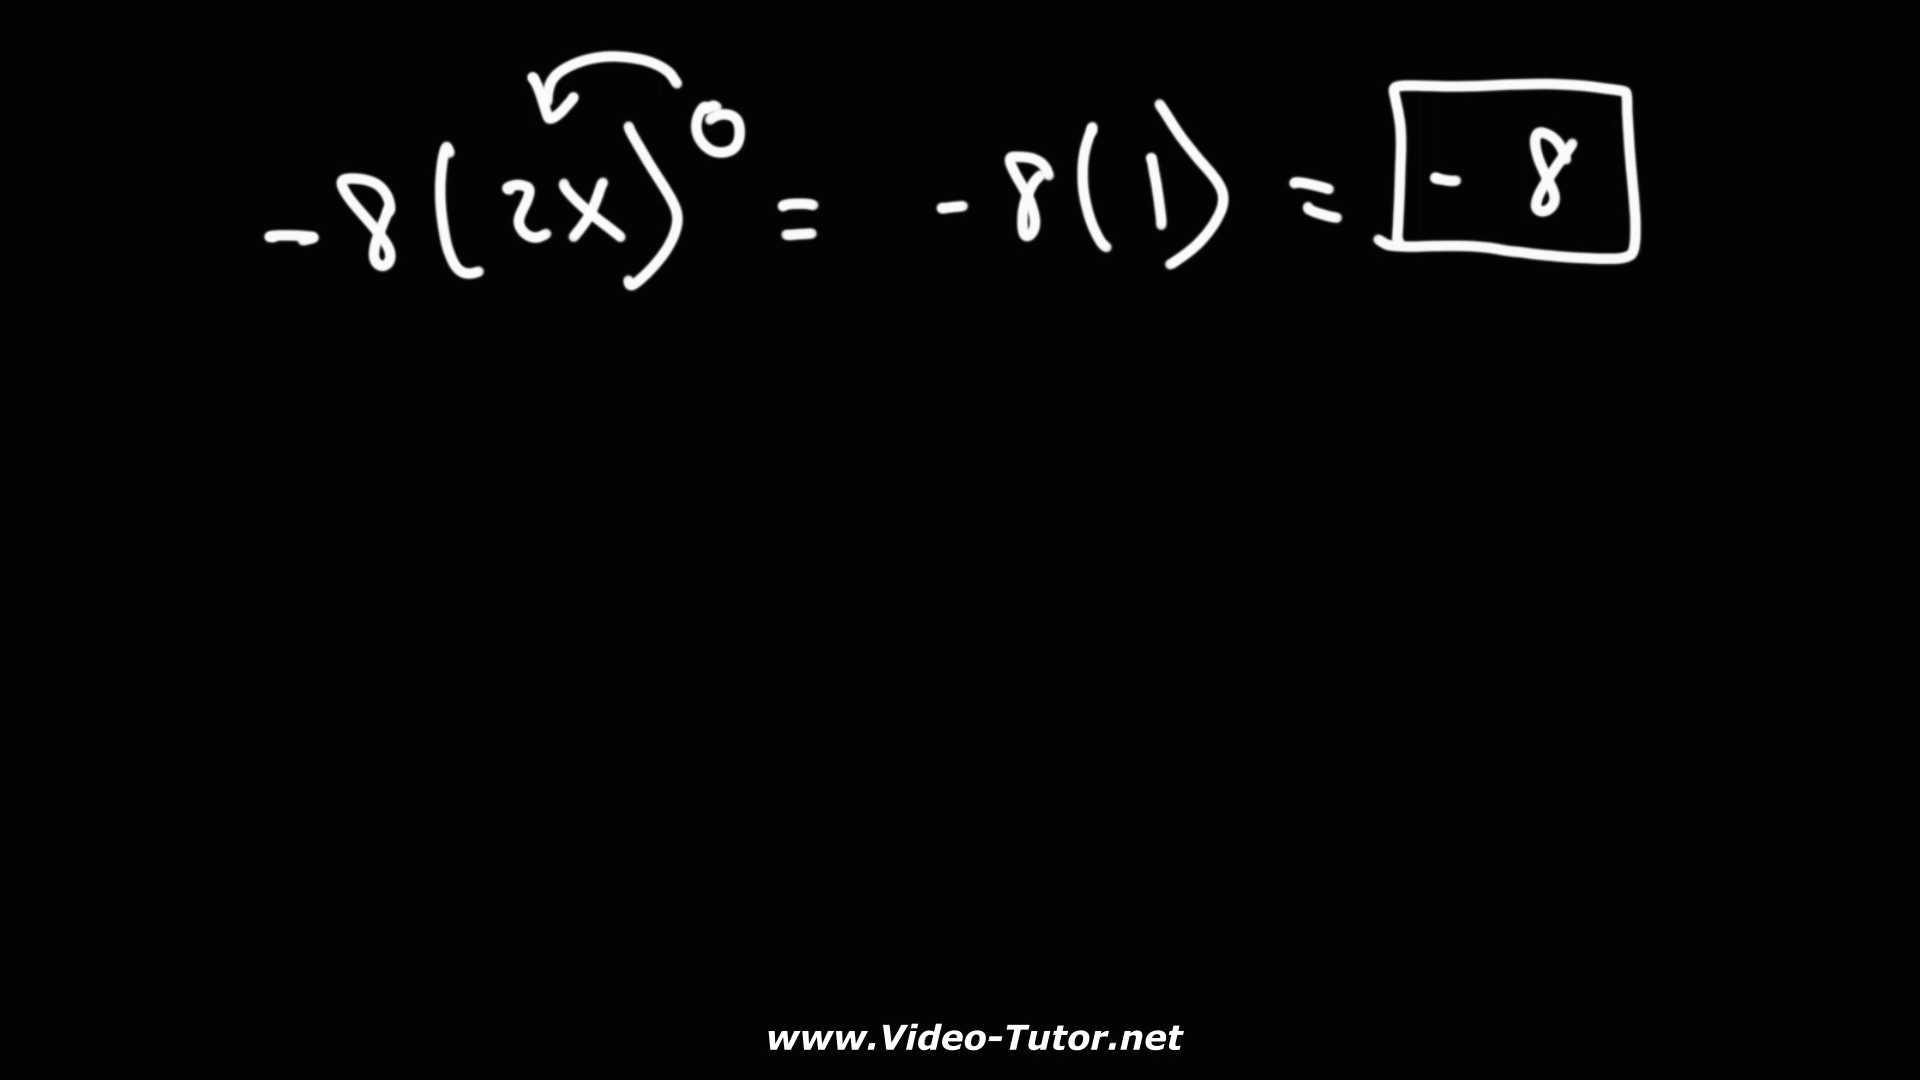 -8(2x)⁰ = -8(1) = -8
www.Video-Tutor.net